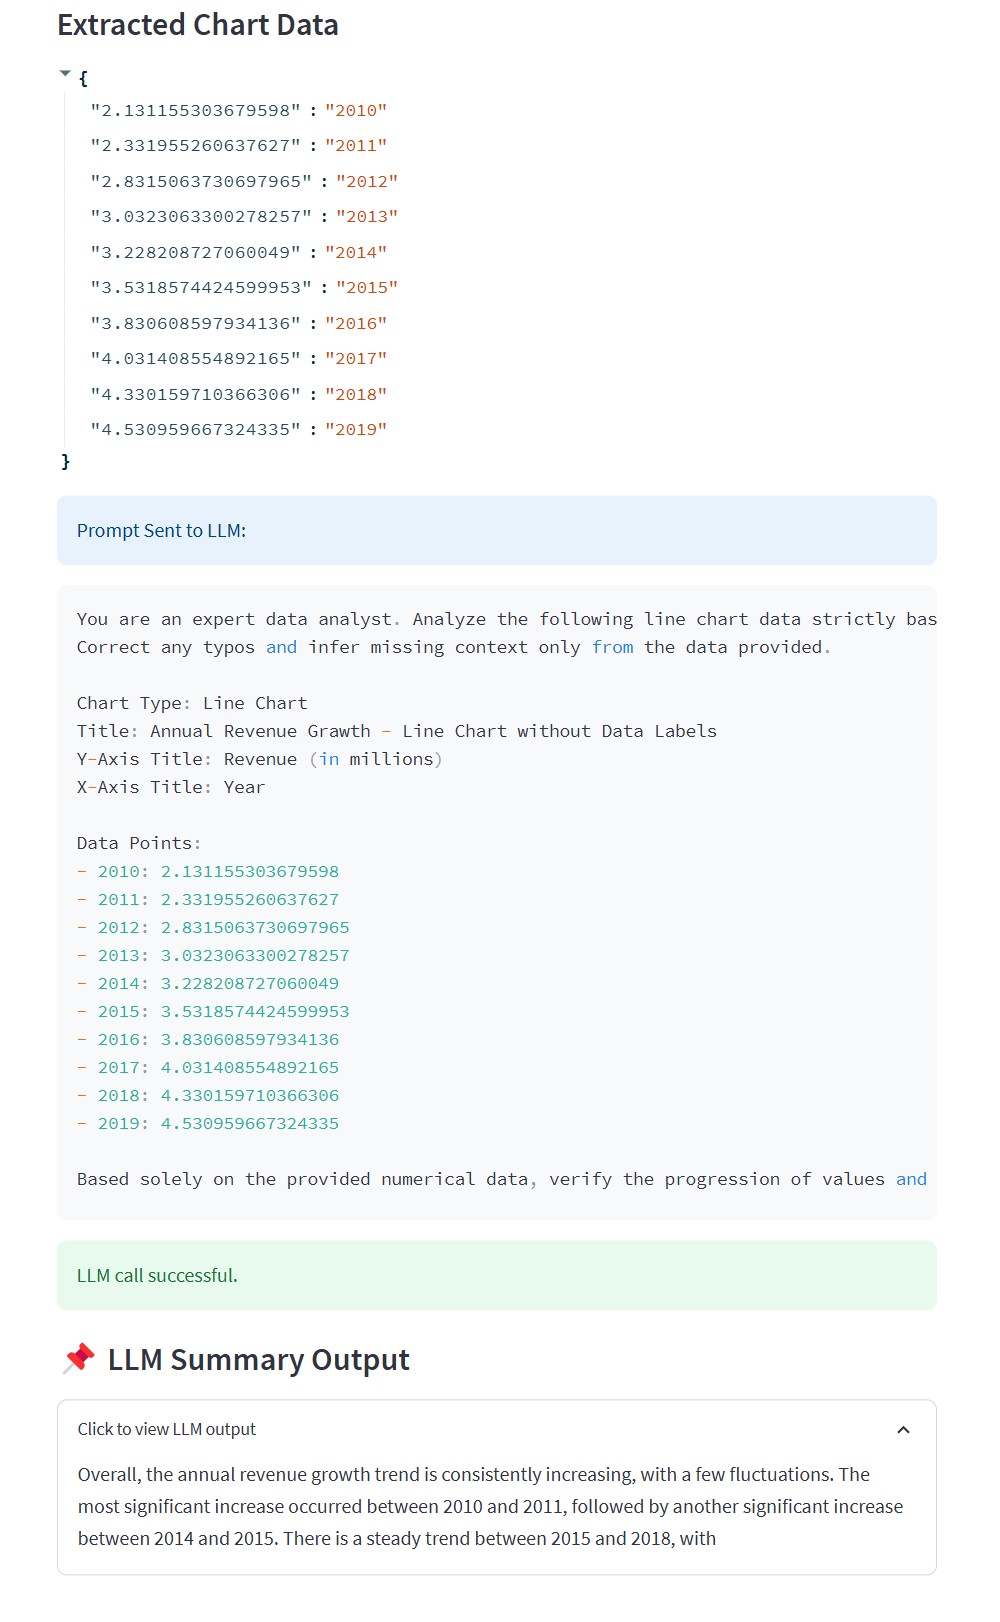 Extracted Chart Data
{
"2.131155303679598" : "2010"
"2.331955260637627" : "2011"
"2.8315063730697965" : "2012"
"3.0323063300278257" : "2013"
"3.228208727060049" : "2014"
"3.5318574424599953" : "2015"
"3.830608597934136" : "2016"
"4.031408554892165" : "2017"
"4.330159710366306" : "2018"
"4.530959667324335" : "2019"
}
Prompt Sent to LLM:
You are an expert data analyst. Analyze the following line chart data strictly bas
Correct any typos and infer missing context only from the data provided.
Chart Type: Line Chart
Title: Annual Revenue Grawth - Line Chart without Data Labels
Y-Axis Title: Revenue (in millions)
X-Axis Title: Year
Data Points:
- 2010: 2.131155303679598
- 2011: 2.331955260637627
- 2012: 2.8315063730697965
- 2013: 3.0323063300278257
- 2014: 3.228208727060049
- 2015: 3.5318574424599953
- 2016: 3.830608597934136
- 2017: 4.031408554892165
- 2018: 4.330159710366306
- 2019: 4.530959667324335
Based solely on the provided numerical data, verify the progression of values and
LLM call successful.
LLM Summary Output
Click to view LLM output
Overall, the annual revenue growth trend is consistently increasing, with a few fluctuations. The
most significant increase occurred between 2010 and 2011, followed by another significant increase
between 2014 and 2015. There is a steady trend between 2015 and 2018, with